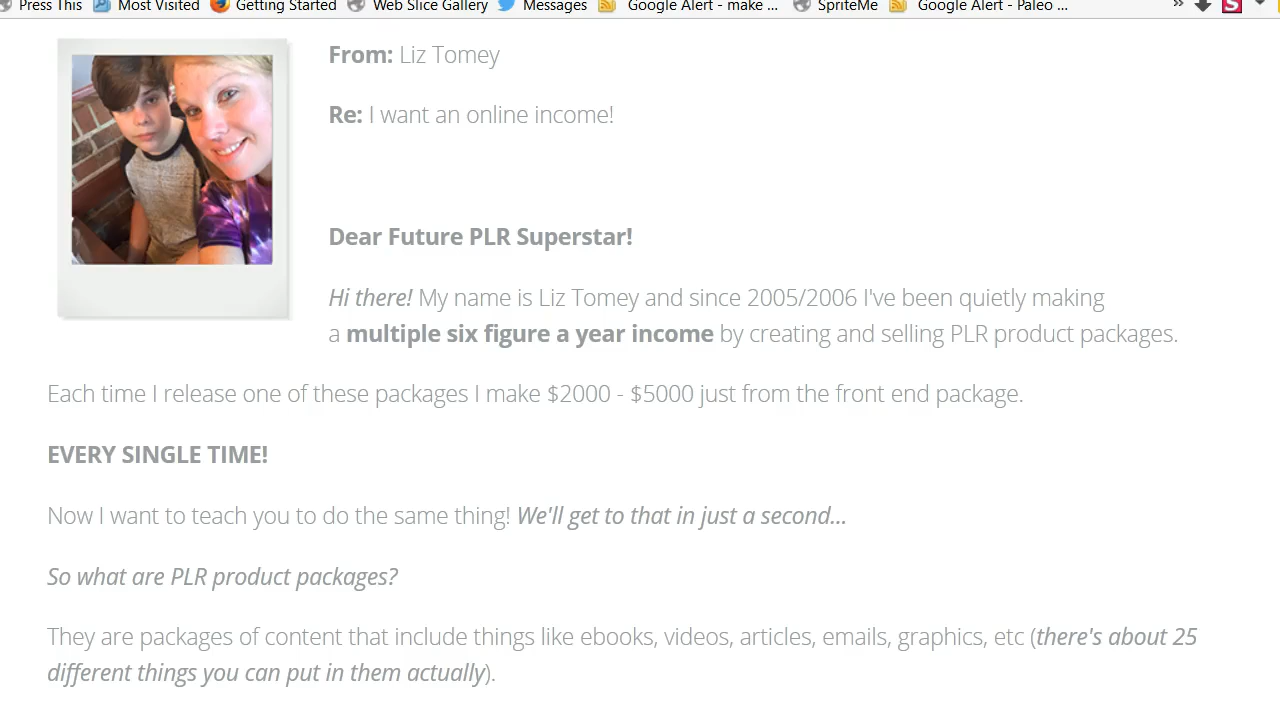 Press This Most Visited Getting Started Web Slice Gallery Messages Google Alert - make ... SpriteMe Google Alert - Paleo ... »
From: Liz Tomey
Re: I want an online income!
Dear Future PLR Superstar!
Hi there! My name is Liz Tomey and since 2005/2006 I've been quietly making
a multiple six figure a year income by creating and selling PLR product packages.
Each time I release one of these packages I make $2000 - $5000 just from the front end package.
EVERY SINGLE TIME!
Now I want to teach you to do the same thing! We'll get to that in just a second...
So what are PLR product packages?
They are packages of content that include things like ebooks, videos, articles, emails, graphics, etc (there's about 25
different things you can put in them actually).